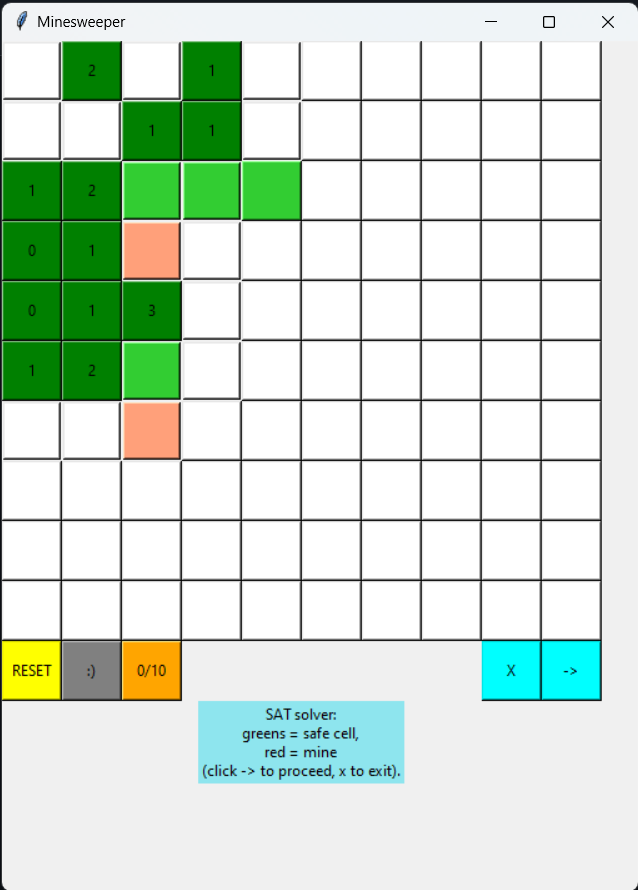 Minesweeper
2 1
1 1
1 2
0 1
0 1 3
1 2
RESET :) 0/10 X ->
SAT solver:
greens = safe cell,
red = mine
(click -> to proceed, x to exit).